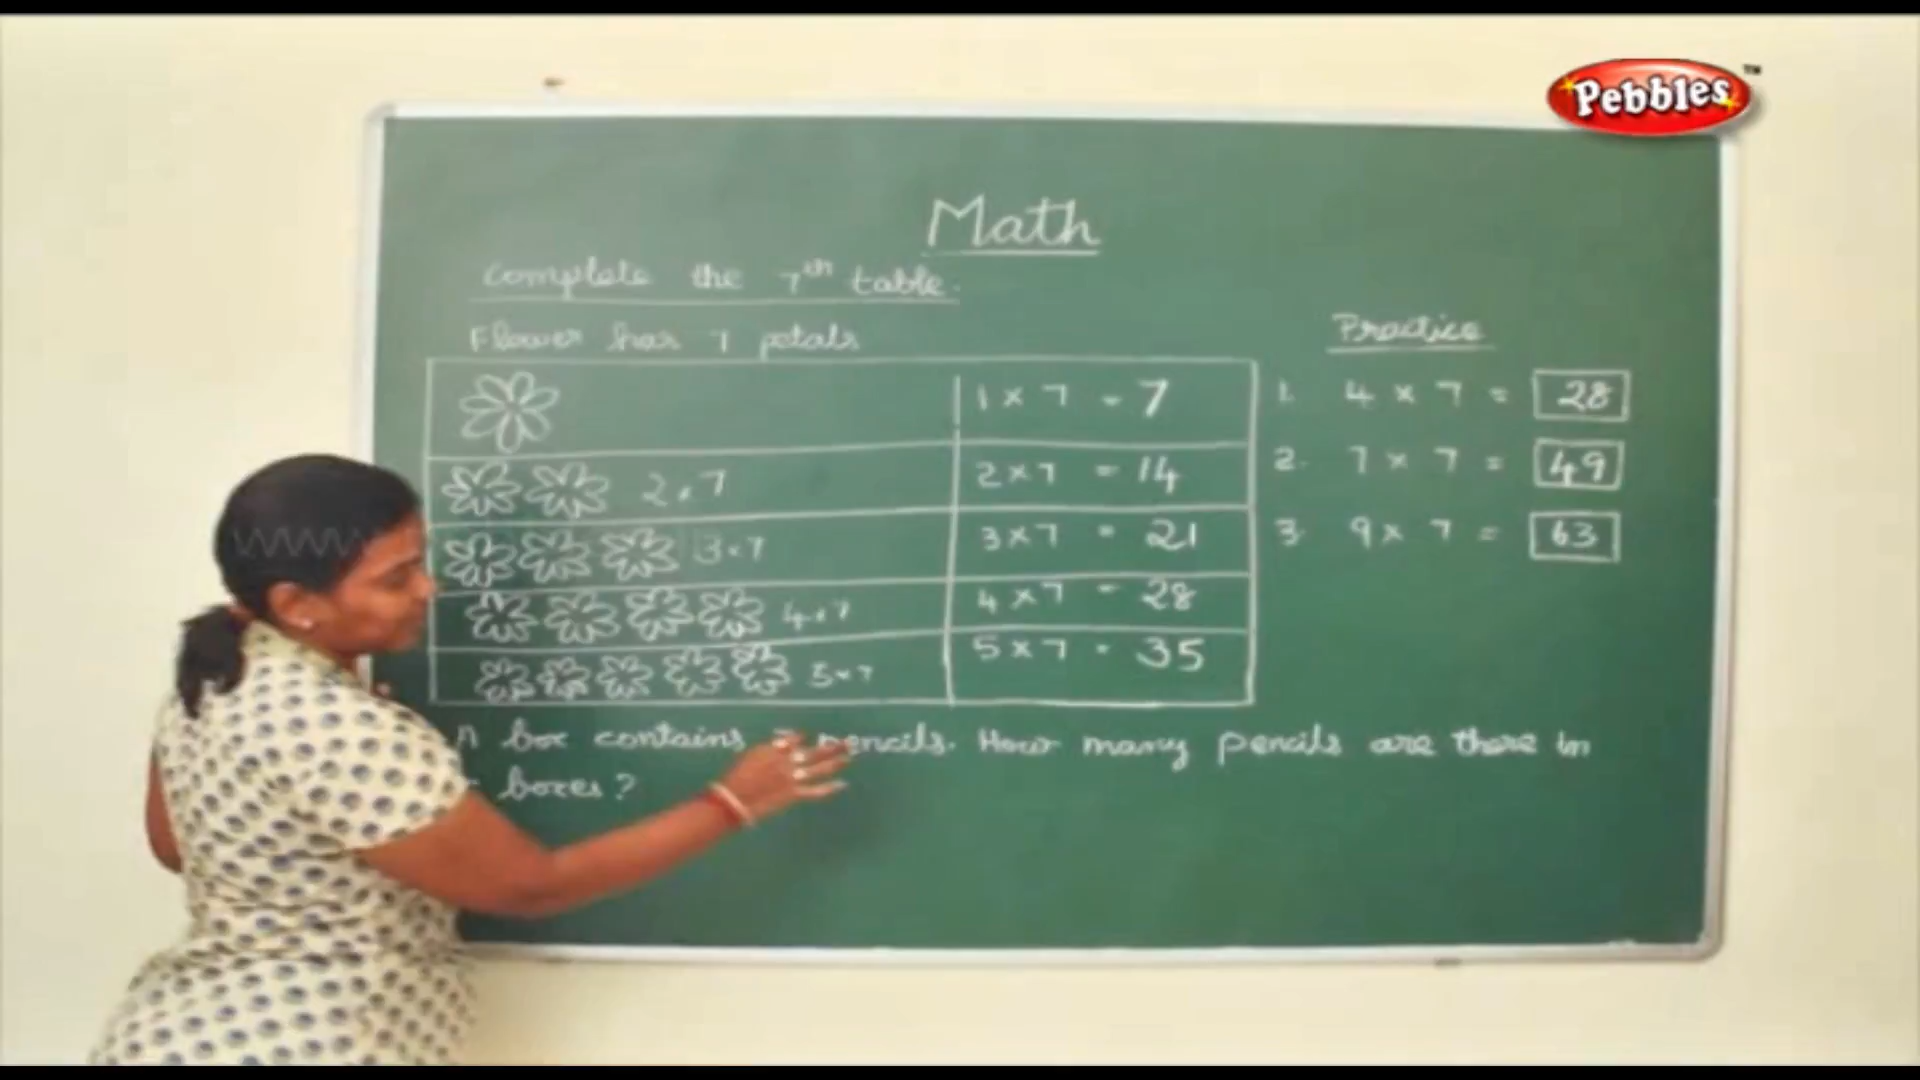 Pebbles™
Math
Complete the 7th table.
Flower has 7 petals
1 x 7 = 7
2 x 7
2 x 7 = 14
3 x 7
3 x 7 = 21
4 x 7
4 x 7 = 28
5 x 7
5 x 7 = 35
Practice
1. 4 x 7 = 28
2. 7 x 7 = 49
3. 9 x 7 = 63
A box contains pencils. How many pencils are there in
boxes?